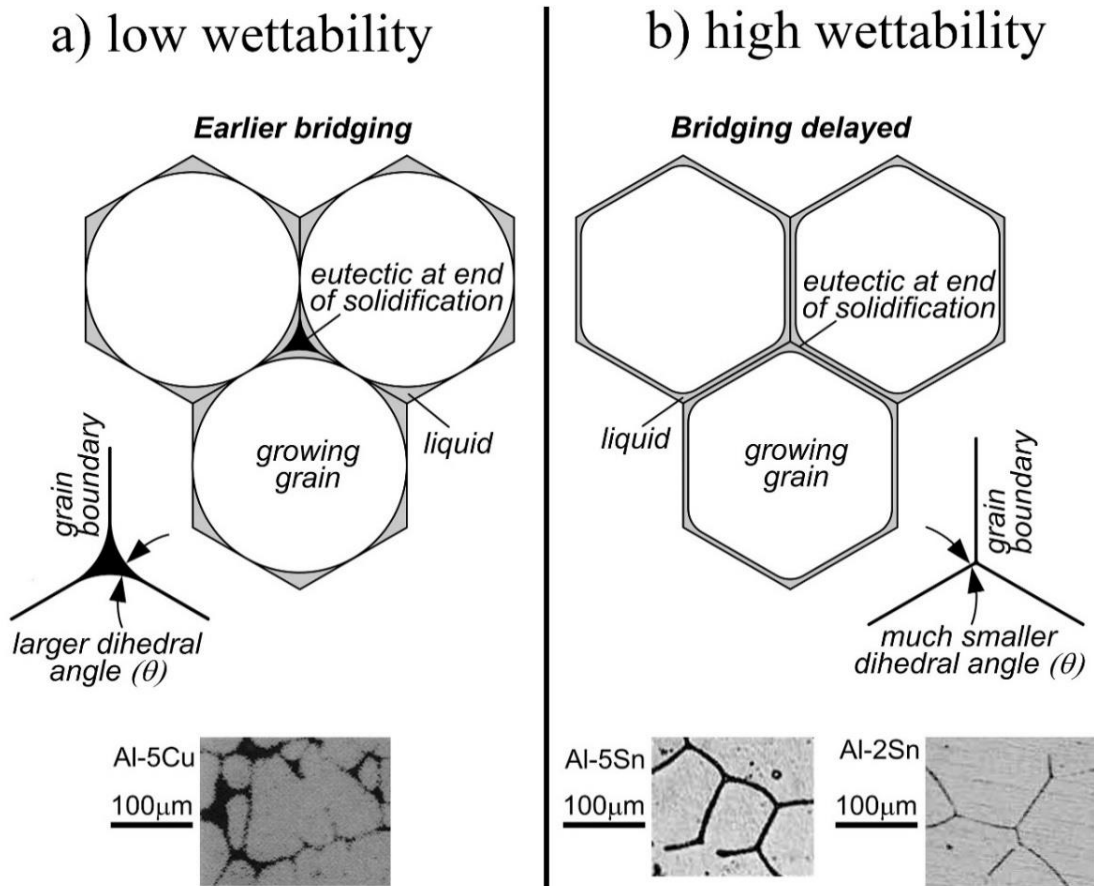 a) low wettability
Earlier bridging
eutectic at end
of solidification
liquid
growing
grain
grain
boundary
larger dihedral
angle (θ)
Al-5Cu
100μm
b) high wettability
Bridging delayed
eutectic at end
of solidification
liquid
growing
grain
grain
boundary
much smaller
dihedral angle (θ)
Al-5Sn
100μm
Al-2Sn
100μm